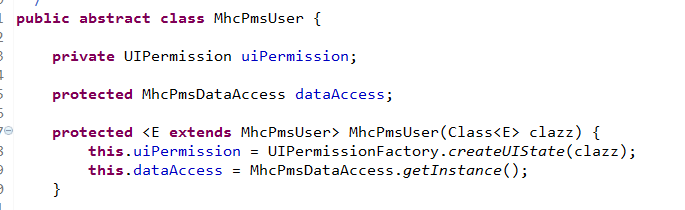 public abstract class MhcPmsUser {
private UIPermission uiPermission;
protected MhcPmsDataAccess dataAccess;
protected <E extends MhcPmsUser> MhcPmsUser(Class<E> clazz) {
this.uiPermission = UIPermissionFactory.createUIState(clazz);
this.dataAccess = MhcPmsDataAccess.getInstance();
}